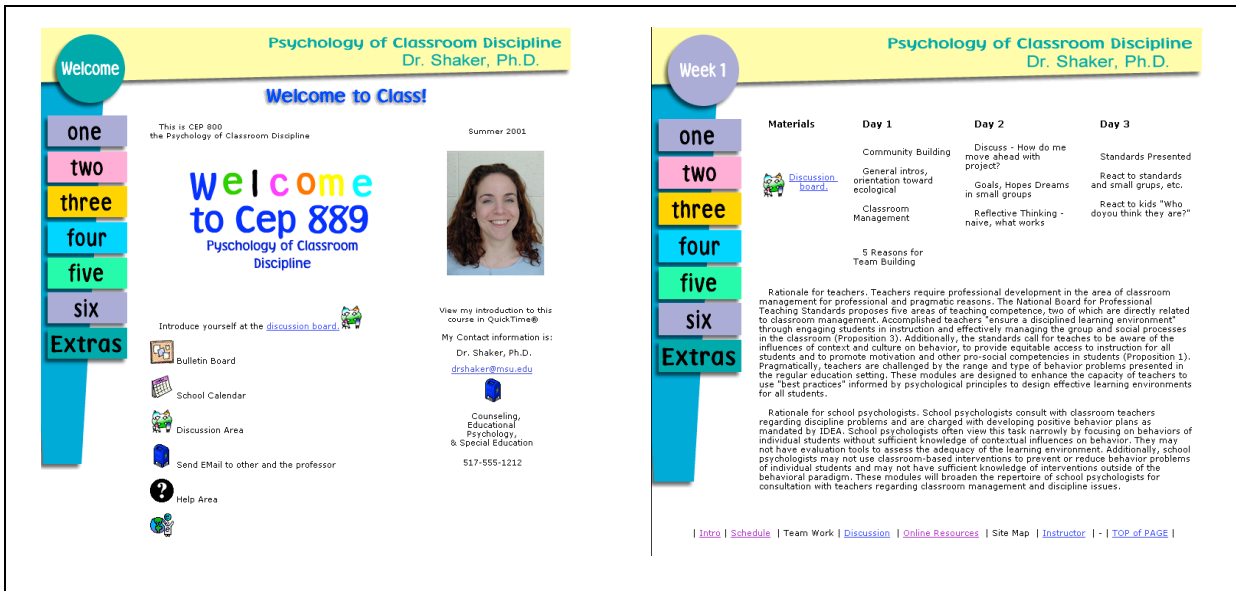 Psychology of Classroom Discipline
Dr. Shaker, Ph.D.
Welcome
Welcome to Class!
one
two
three
four
five
six
Extras
This is CEP 800
the Psychology of Classroom Discipline
Welcome
to Cep 889
Pyschology of Classroom
Discipline
Introduce yourself at the discussion board.
Bulletin Board
School Calendar
Discussion Area
Send EMail to other and the professor
Help Area
Summer 2001
View my introduction to this
course in QuickTime®
My Contact information is:
Dr. Shaker, Ph.D.
drshaker@msu.edu
Counseling,
Educational
Psychology,
& Special Education
517-555-1212
Psychology of Classroom Discipline
Dr. Shaker, Ph.D.
Week 1
one
two
three
four
five
six
Extras
Materials
Discussion
board.
Day 1
Community Building
General intros,
orientation toward
ecological
Classroom
Management
5 Reasons for
Team Building
Day 2
Discuss - How do me
move ahead with
project?
Goals, Hopes Dreams
in small groups
Reflective Thinking -
naive, what works
Day 3
Standards Presented
React to standards
and small grups, etc.
React to kids "Who
doyou think they are?"
Rationale for teachers. Teachers require professional development in the area of classroom
management for professional and pragmatic reasons. The National Board for Professional
Teaching Standards proposes five areas of teaching competence, two of which are directly related
to classroom management. Accomplished teachers "ensure a disciplined learning environment"
through engaging students in instruction and effectively managing the group and social processes
in the classroom (Proposition 3). Additionally, the standards call for teaches to be aware of the
influences of context and culture on behavior, to provide equitable access to instruction for all
students and to promote motivation and other pro-social competencies in students (Proposition 1).
Pragmatically, teachers are challenged by the range and type of behavior problems presented in
the regular education setting. These modules are designed to enhance the capacity of teachers to
use "best practices" informed by psychological principles to design effective learning environments
for all students.
Rationale for school psychologists. School psychologists consult with classroom teachers
regarding discipline problems and are charged with developing positive behavior plans as
mandated by IDEA. School psychologists often view this task narrowly by focusing on behaviors of
individual students without sufficient knowledge of contextual influences on behavior. They may
not have evaluation tools to assess the adequacy of the learning environment. Additionally, school
psychologists may not use classroom-based interventions to prevent or reduce behavior problems
of individual students and may not have sufficient knowledge of interventions outside of the
behavioral paradigm. These modules will broaden the repertoire of school psychologists for
consultation with teachers regarding classroom management and discipline issues.
| Intro | Schedule | Team Work | Discussion | Online Resources | Site Map | Instructor | - | TOP of PAGE |